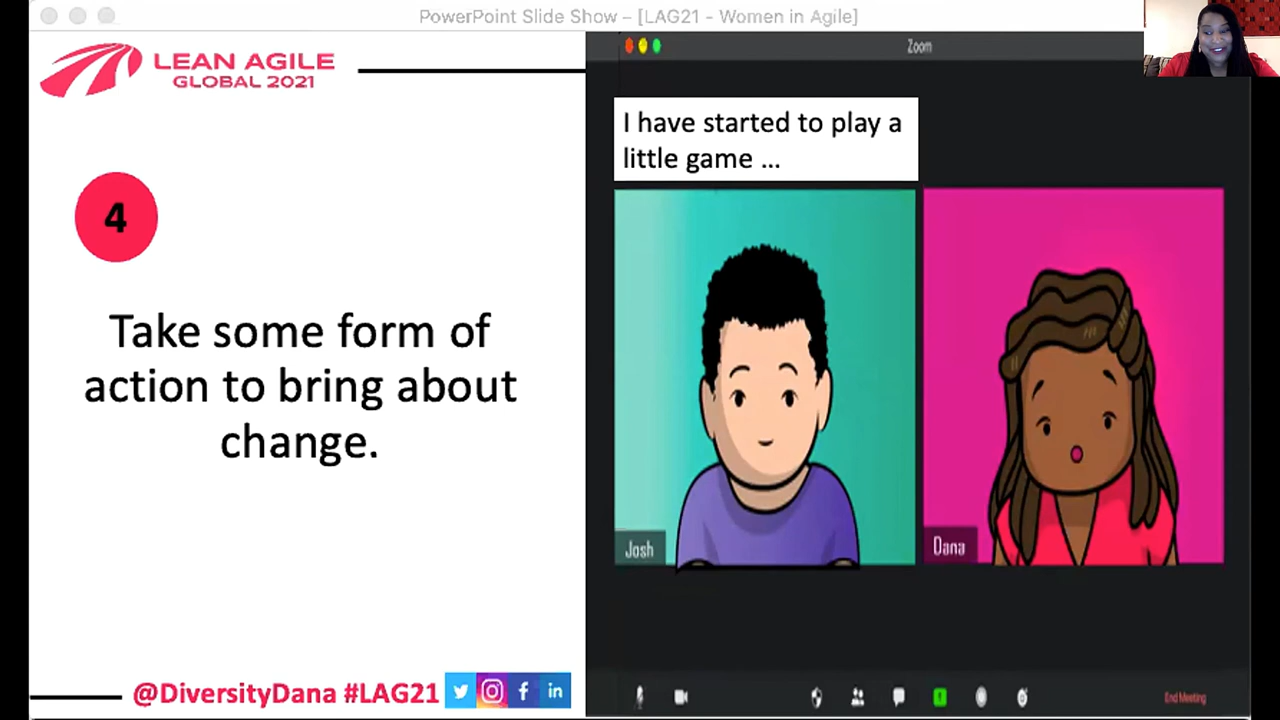 PowerPoint Slide Show – [LAG21 - Women in Agile]
LEAN AGILE
GLOBAL 2021
Zoom
I have started to play a
little game ...
4
Take some form of
action to bring about
change.
Josh
Dana
@DiversityDana #LAG21
End Meeting